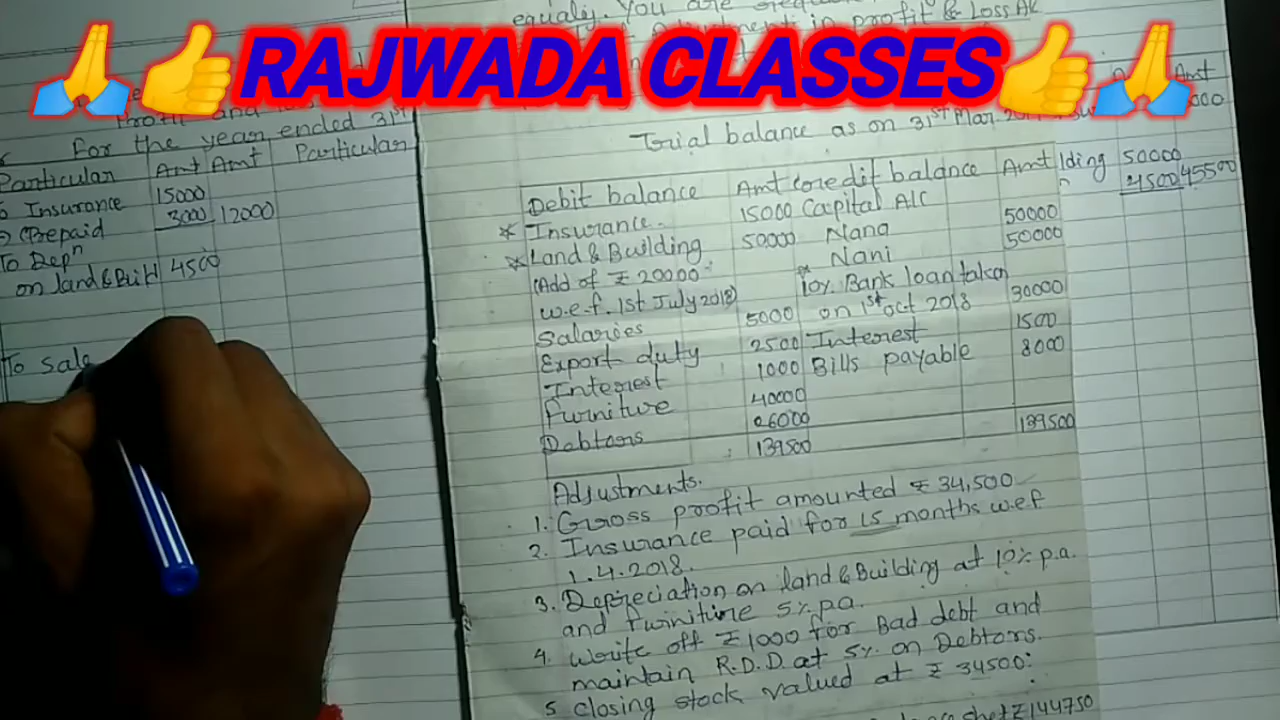 equally. You are
adjustment in profit & Loss A/c
RAJWADA CLASSES
Profit and
For the year ended 31st
Particular Amt Amt Particular
o Insurance 15000
Prepaid 3000 12000
To Depn
on land & Build 4500
To Sala
Trial balance as on 31st Mar.
Debit balance Amt Credit balance Amt
* Insurance. 15000 Capital A/c
* Land & Building 50000 Nana 50000
(Add of ₹ 20000 Nani 50000
w.e.f. 1st July 2018) 10% Bank loan taken
Salaries 5000 on 1st oct 2018 30000
Export duty 2500 Interest 1500
Interest 1000 Bills payable 8000
Furniture 40000
Debtors 26000
139500 139500
Amt
000
lding 50000
4500 45500
Adjustments.
1. Gross profit amounted ₹ 34,500
2. Insurance paid for 15 months w.e.f
1.4.2018.
3. Depreciation on land & Building at 10% p.a.
and furniture 5% p.a.
4. Write off ₹ 1000 for Bad debt and
maintain R.D.D. at 5% on Debtors.
5 closing stock valued at ₹ 34500.
₹ 144750